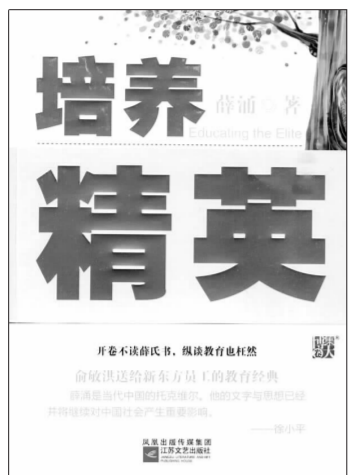 培养
薛涌 著
Educating the Elite
精英
开卷不读薛氏书，纵谈教育也枉然
俞敏洪送给新东方员工的教育经典
薛涌是当代中国的托克维尔。他的文字与思想已经
并将继续对中国社会产生重要影响。
——徐小平
凤凰出版传媒集团
江苏文艺出版社